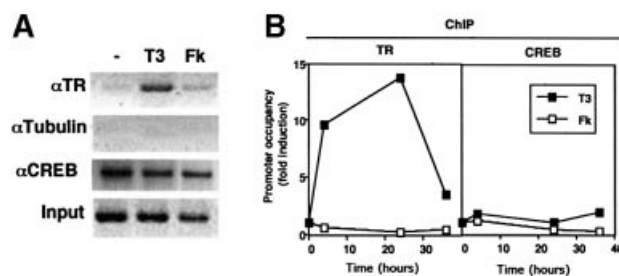 A
- T3 Fk
αTR
αTubulin
αCREB
Input
B
ChIP
TR CREB
Promoter occupancy
(fold induction)
15
10
5
0
T3
Fk
0 10 20 30 0 10 20 30 40
Time (hours) Time (hours)